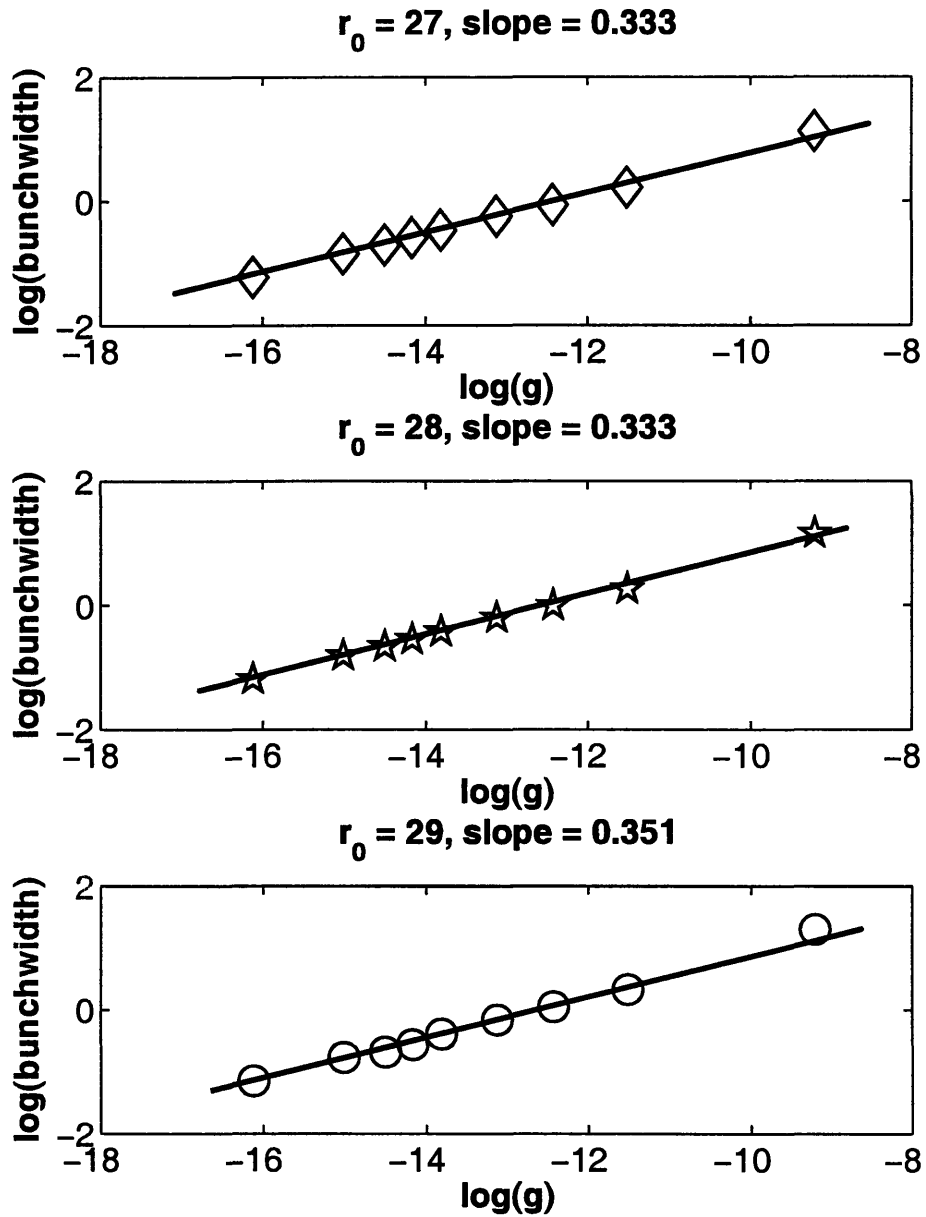 r0 = 27, slope = 0.333
log(bunchwidth)
2
0
−2
−18 −16 −14 −12 −10 −8
log(g)
r0 = 28, slope = 0.333
log(bunchwidth)
2
0
−2
−18 −16 −14 −12 −10 −8
log(g)
r0 = 29, slope = 0.351
log(bunchwidth)
2
0
−2
−18 −16 −14 −12 −10 −8
log(g)